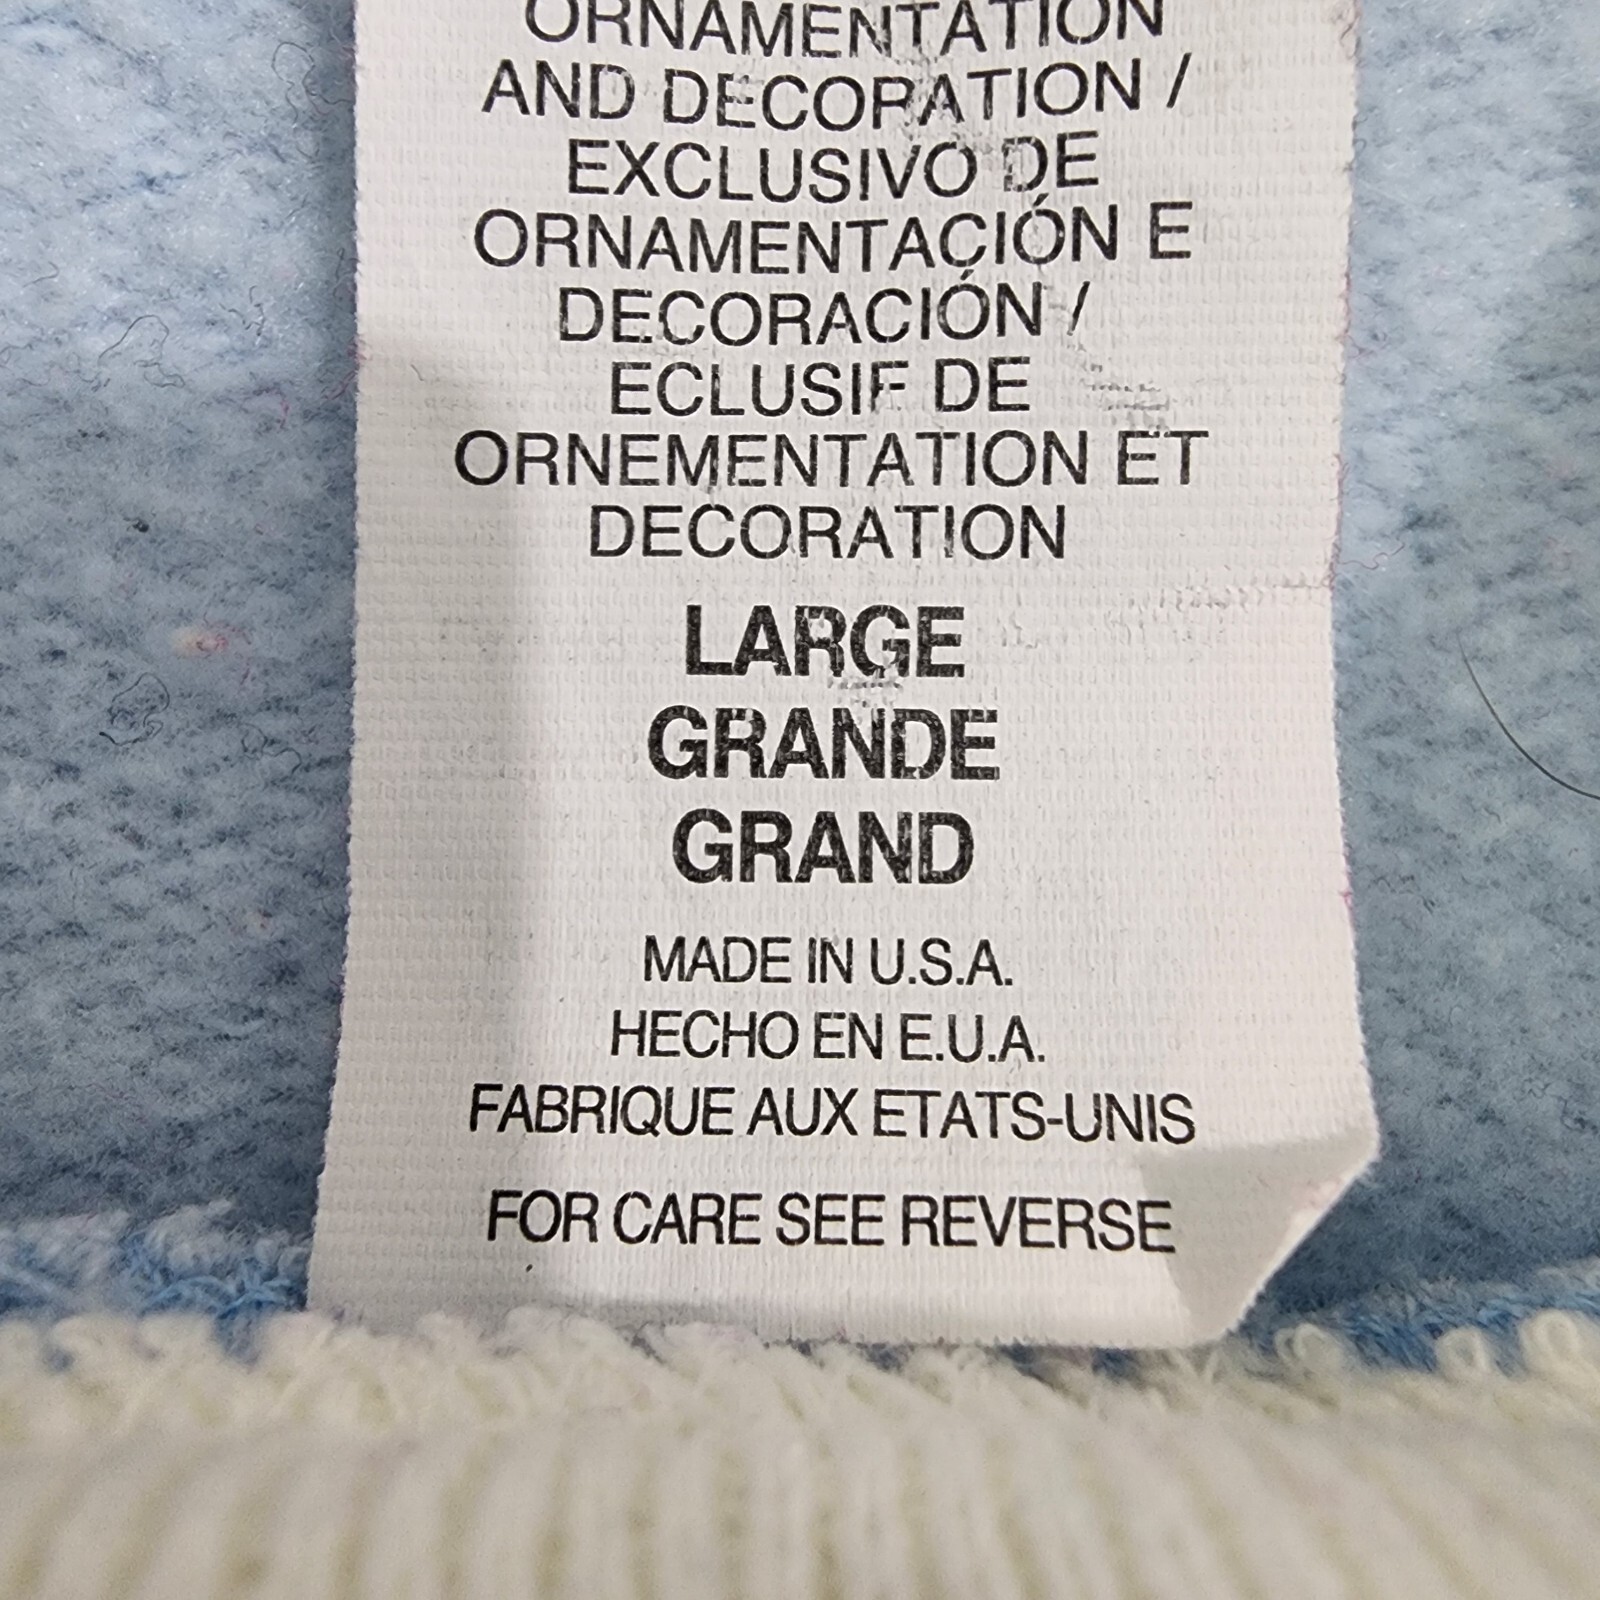 ORNAMENTATION
AND DECORATION /
EXCLUSIVO DE
ORNAMENTACIÓN E
DECORACIÓN /
ECLUSIF DE
ORNEMENTATION ET
DECORATION
LARGE
GRANDE
GRAND
MADE IN U.S.A.
HECHO EN E.U.A.
FABRIQUE AUX ETATS-UNIS
FOR CARE SEE REVERSE